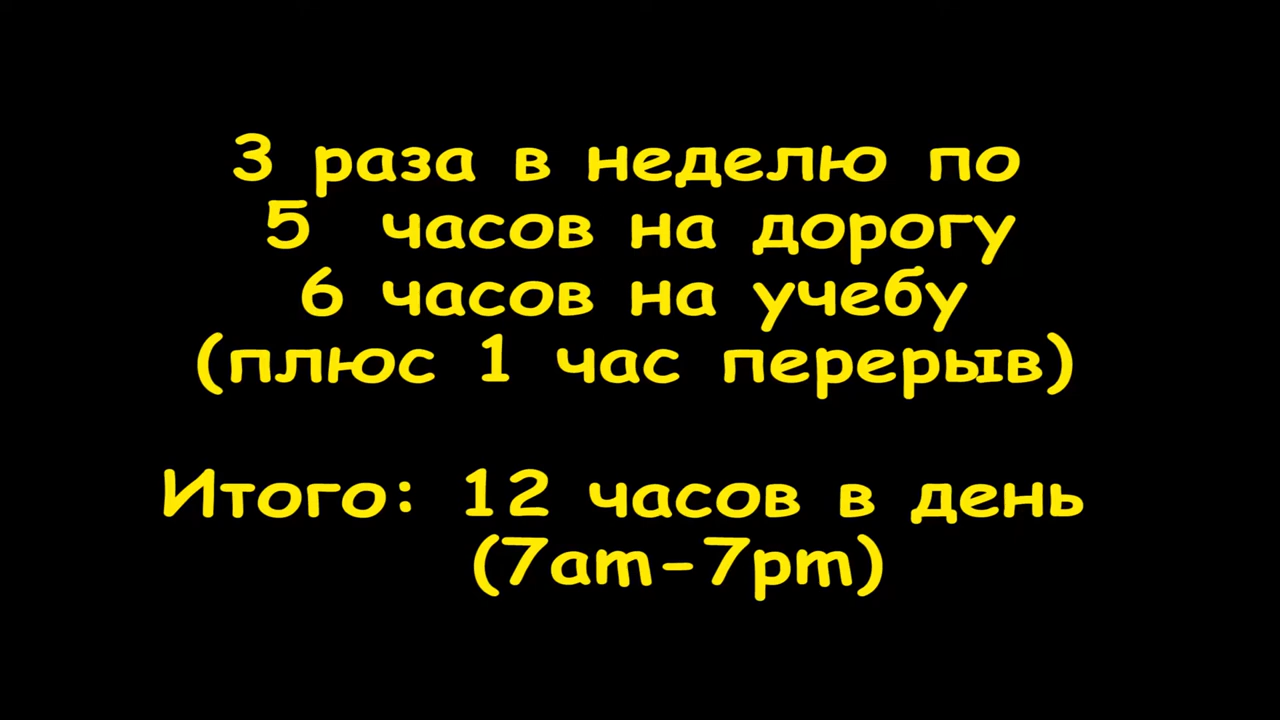 3 раза в неделю по
5 часов на дорогу
6 часов на учебу
(плюс 1 час перерыв)
Итого: 12 часов в день
(7am-7pm)